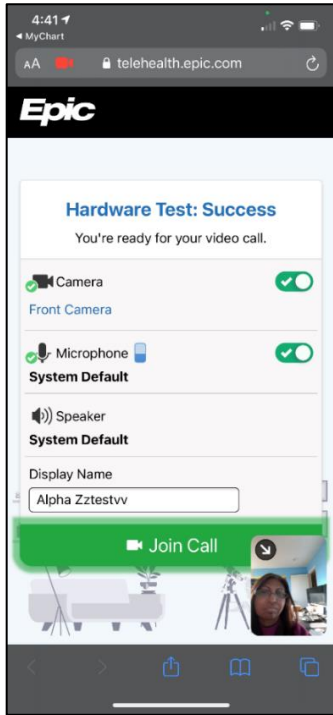 4:41
MyChart
AA telehealth.epic.com
Epic
Hardware Test: Success
You're ready for your video call.
Camera
Front Camera
Microphone
System Default
Speaker
System Default
Display Name
Alpha Zztestvv
Join Call